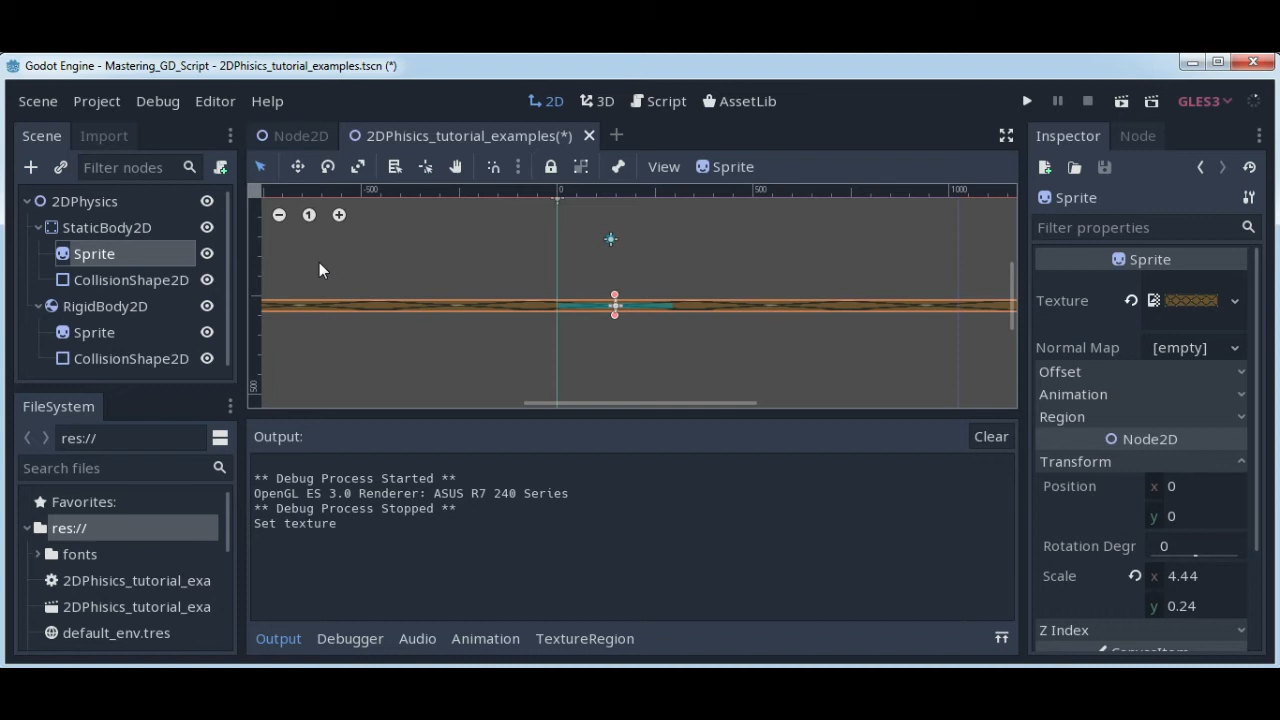 Godot Engine - Mastering_GD_Script - 2DPhisics_tutorial_examples.tscn (*)
Scene Project Debug Editor Help
2D 3D Script AssetLib
GLES3
Scene Import
Node2D 2DPhisics_tutorial_examples(*)
Inspector Node
Filter nodes
View Sprite
2DPhysics
StaticBody2D
Sprite
CollisionShape2D
RigidBody2D
Sprite
CollisionShape2D
-500 0 500 1000
1
500
Sprite
Filter properties
Sprite
Texture
Normal Map [empty]
Offset
Animation
Region
Node2D
Transform
Position x 0
y 0
Rotation Degr 0
Scale x 4.44
y 0.24
Z Index
CanvasItem
FileSystem
res://
Search files
Favorites:
res://
fonts
2DPhisics_tutorial_exa
2DPhisics_tutorial_exa
default_env.tres
Output:
Clear
** Debug Process Started **
OpenGL ES 3.0 Renderer: ASUS R7 240 Series
** Debug Process Stopped **
Set texture
Output Debugger Audio Animation TextureRegion